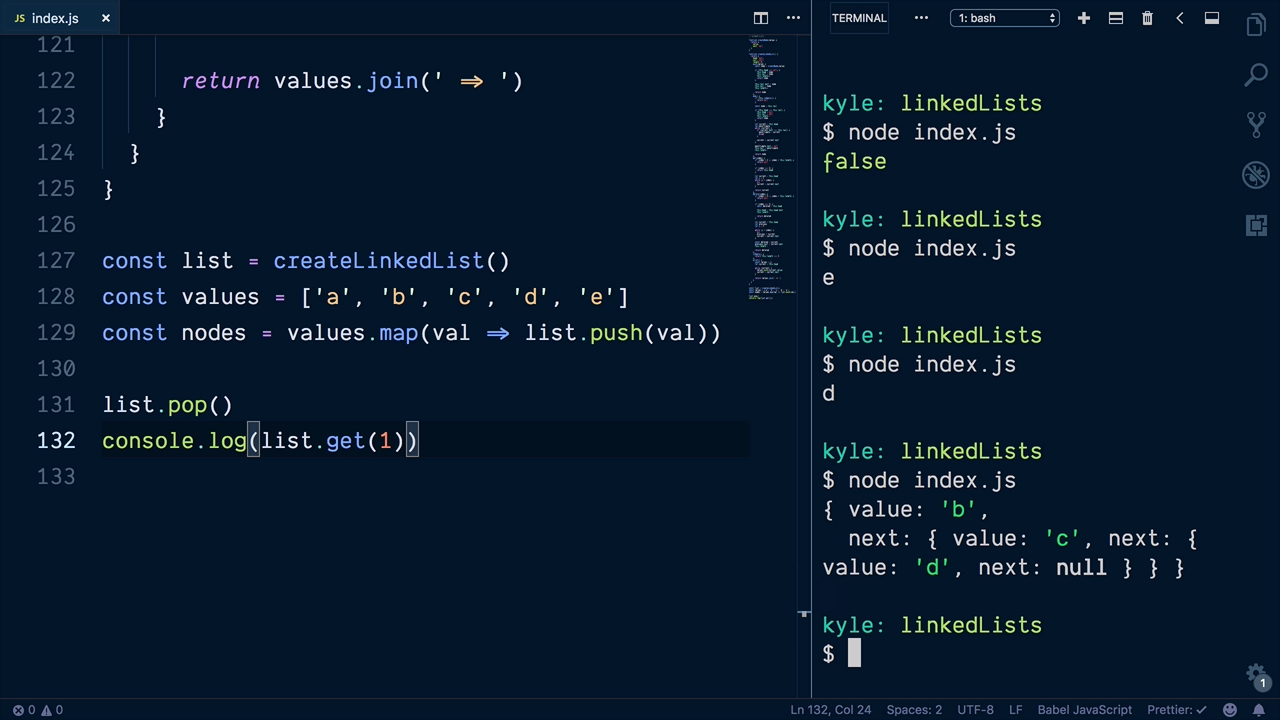 JS index.js ×
121
122 return values.join(' => ')
123 }
124 }
125 }
126
127 const list = createLinkedList()
128 const values = ['a', 'b', 'c', 'd', 'e']
129 const nodes = values.map(val => list.push(val))
130
131 list.pop()
132 console.log(list.get(1))
133
TERMINAL ... 1: bash
kyle: linkedLists
$ node index.js
false
kyle: linkedLists
$ node index.js
e
kyle: linkedLists
$ node index.js
d
kyle: linkedLists
$ node index.js
{ value: 'b',
next: { value: 'c', next: {
value: 'd', next: null } } }
kyle: linkedLists
$
1
0 0 Ln 132, Col 24 Spaces: 2 UTF-8 LF Babel JavaScript Prettier: ✓